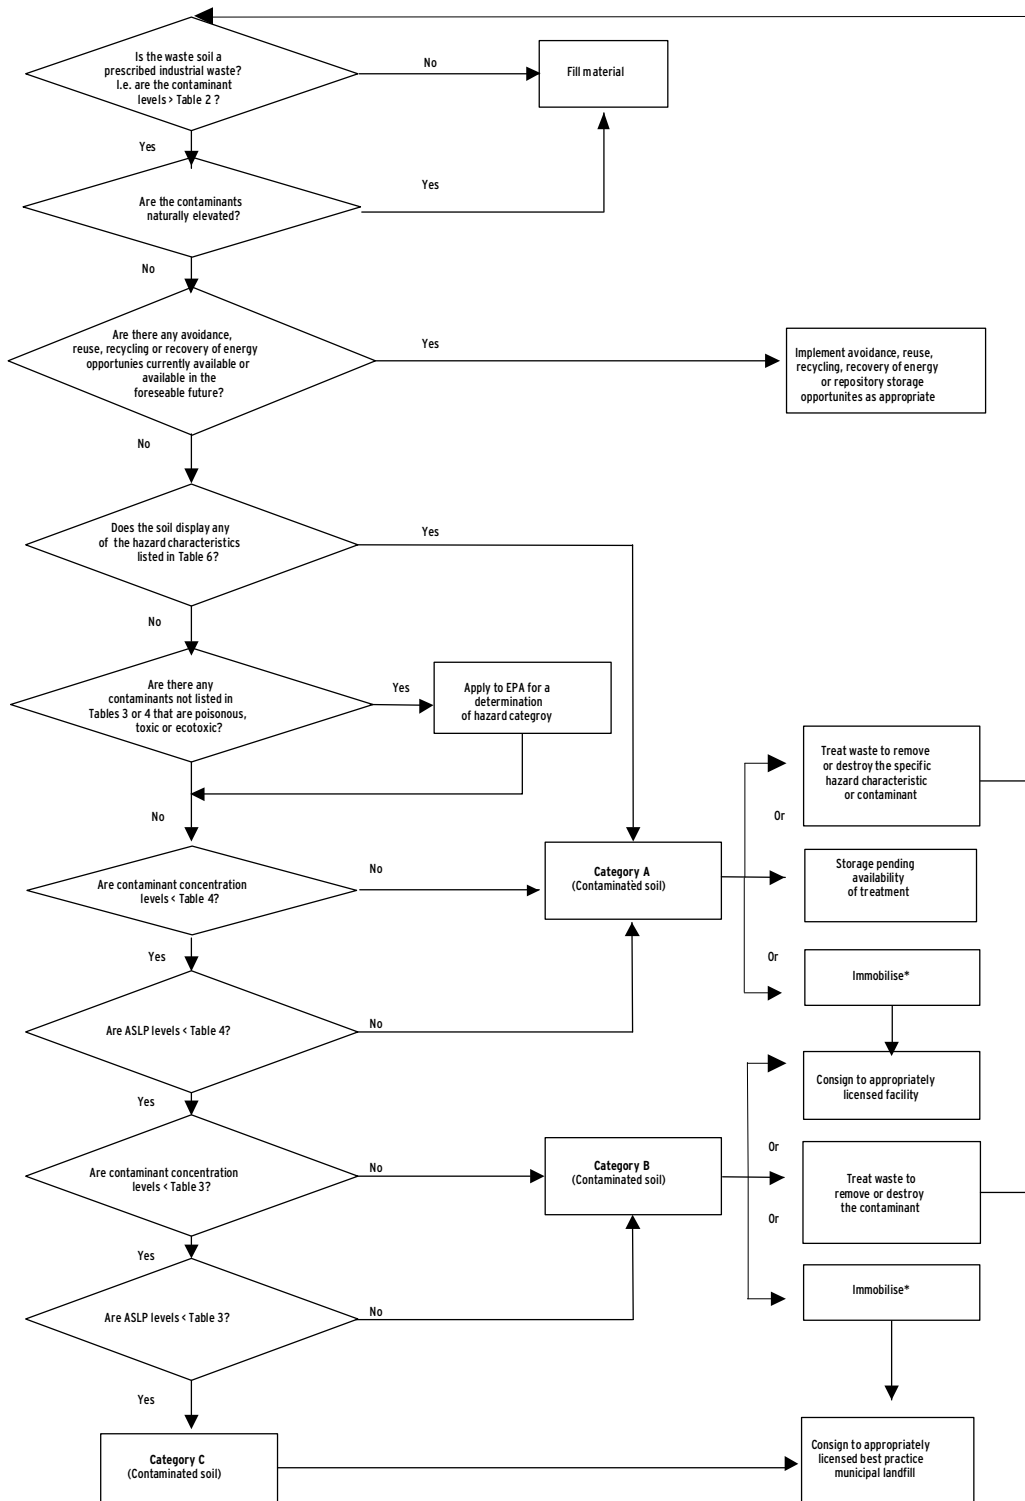 Is the waste soil a
prescribed industrial waste?
I.e. are the contaminant
levels > Table 2 ?
No
Fill material
Yes
Are the contaminants
naturally elevated?
Yes
No
Are there any avoidance,
reuse, recycling or recovery of energy
opportunies currently available or
available in the
foreseable future?
Yes
Implement avoidance, reuse,
recycling, recovery of energy
or repository storage
opportunites as appropriate
No
Does the soil display any
of the hazard characteristics
listed in Table 6?
Yes
No
Are there any
contaminants not listed in
Tables 3 or 4 that are poisonous,
toxic or ecotoxic?
Yes
Apply to EPA for a
determination
of hazard categroy
No
Are contaminant concentration
levels < Table 4?
No
Category A
(Contaminated soil)
Treat waste to remove
or destroy the specific
hazard characteristic
or contaminant
Or
Storage pending
availability
of treatment
Or
Immobilise*
Yes
Are ASLP levels < Table 4?
No
Consign to appropriately
licensed facility
Yes
Are contaminant concentration
levels < Table 3?
No
Category B
(Contaminated soil)
Or
Treat waste to
remove or destroy
the contaminant
Or
Yes
Are ASLP levels < Table 3?
No
Immobilise*
Yes
Category C
(Contaminated soil)
Consign to appropriately
licensed best practice
municipal landfill